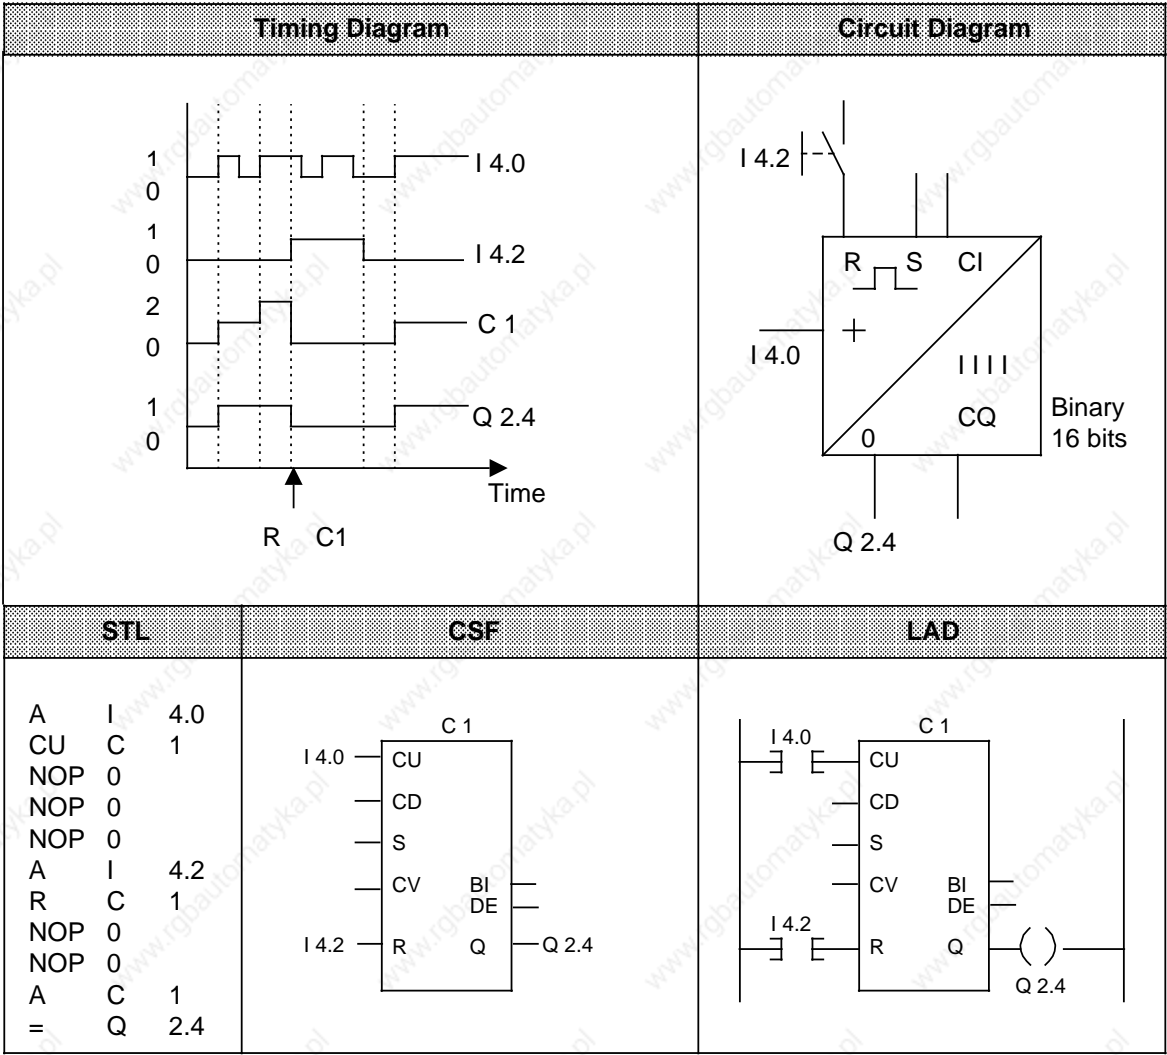 Timing Diagram
Circuit Diagram
1
0
I 4.0
1
0
I 4.2
2
0
C 1
1
0
Q 2.4
Time
R C1
I 4.2
R S CI
I 4.0
+
I I I I
CQ
0
Binary
16 bits
Q 2.4
STL
CSF
LAD
A I 4.0
CU C 1
NOP 0
NOP 0
NOP 0
A I 4.2
R C 1
NOP 0
NOP 0
A C 1
= Q 2.4
C 1
I 4.0
CU
CD
S
CV
BI
DE
I 4.2
R
Q
Q 2.4
C 1
I 4.0
CU
CD
S
CV
BI
DE
I 4.2
R
Q
( )
Q 2.4
www.rgbautomatyka.pl